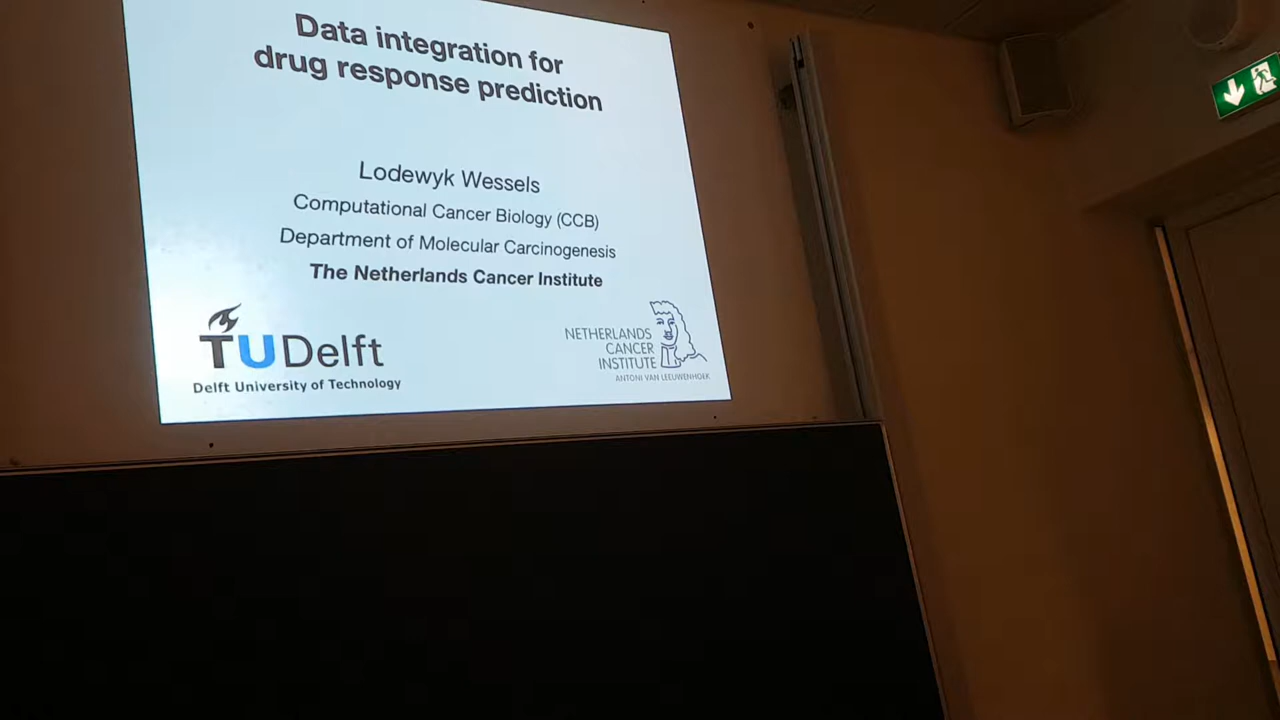 Data integration for
drug response prediction
Lodewyk Wessels
Computational Cancer Biology (CCB)
Department of Molecular Carcinogenesis
The Netherlands Cancer Institute
TUDelft
Delft University of Technology
NETHERLANDS
CANCER
INSTITUTE
ANTONI VAN LEEUWENHOEK